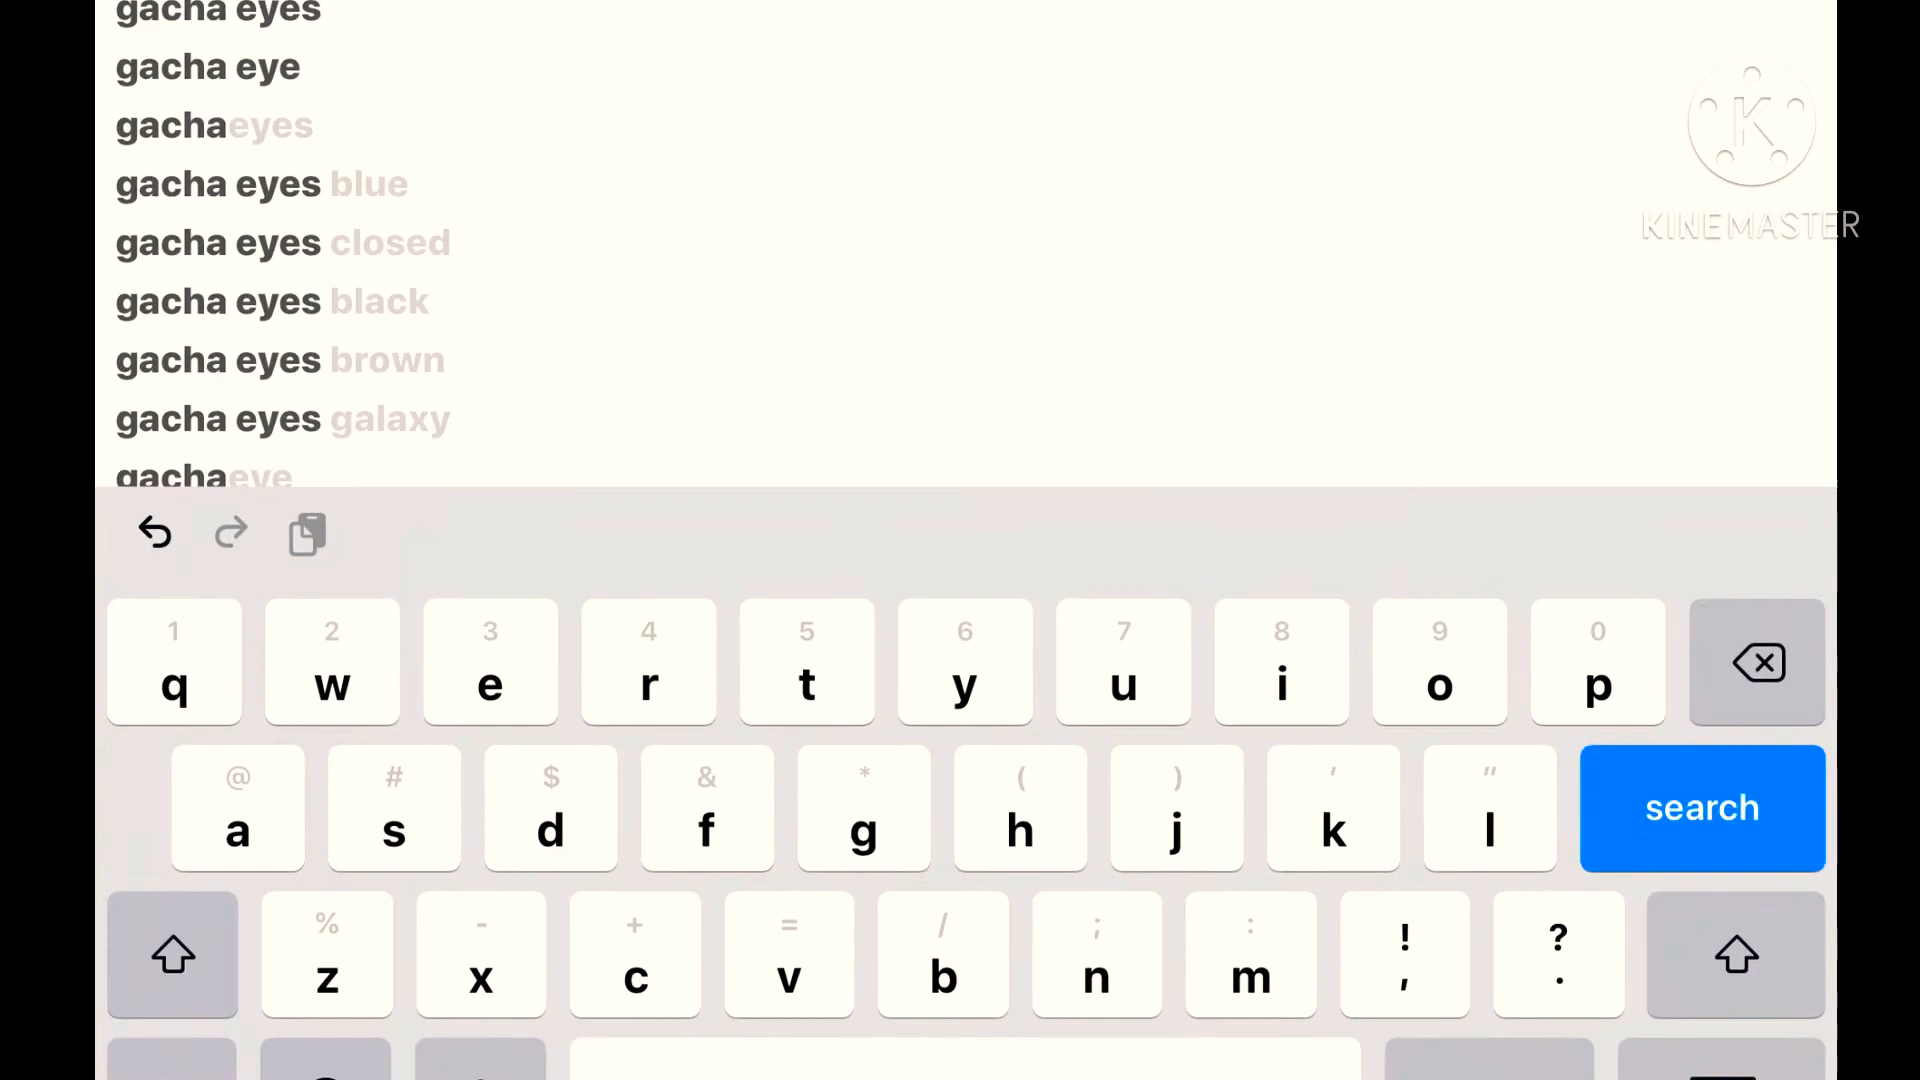 gacha eyes
gacha eye
gachaeyes
gacha eyes blue
gacha eyes closed
gacha eyes black
gacha eyes brown
gacha eyes galaxy
gachaeye
K
KINEMASTER
1 2 3 4 5 6 7 8 9 0
q w e r t y u i o p
@ # $ & * ( ) ' "
a s d f g h j k l search
% - + = / ; : ! ?
z x c v b n m , .